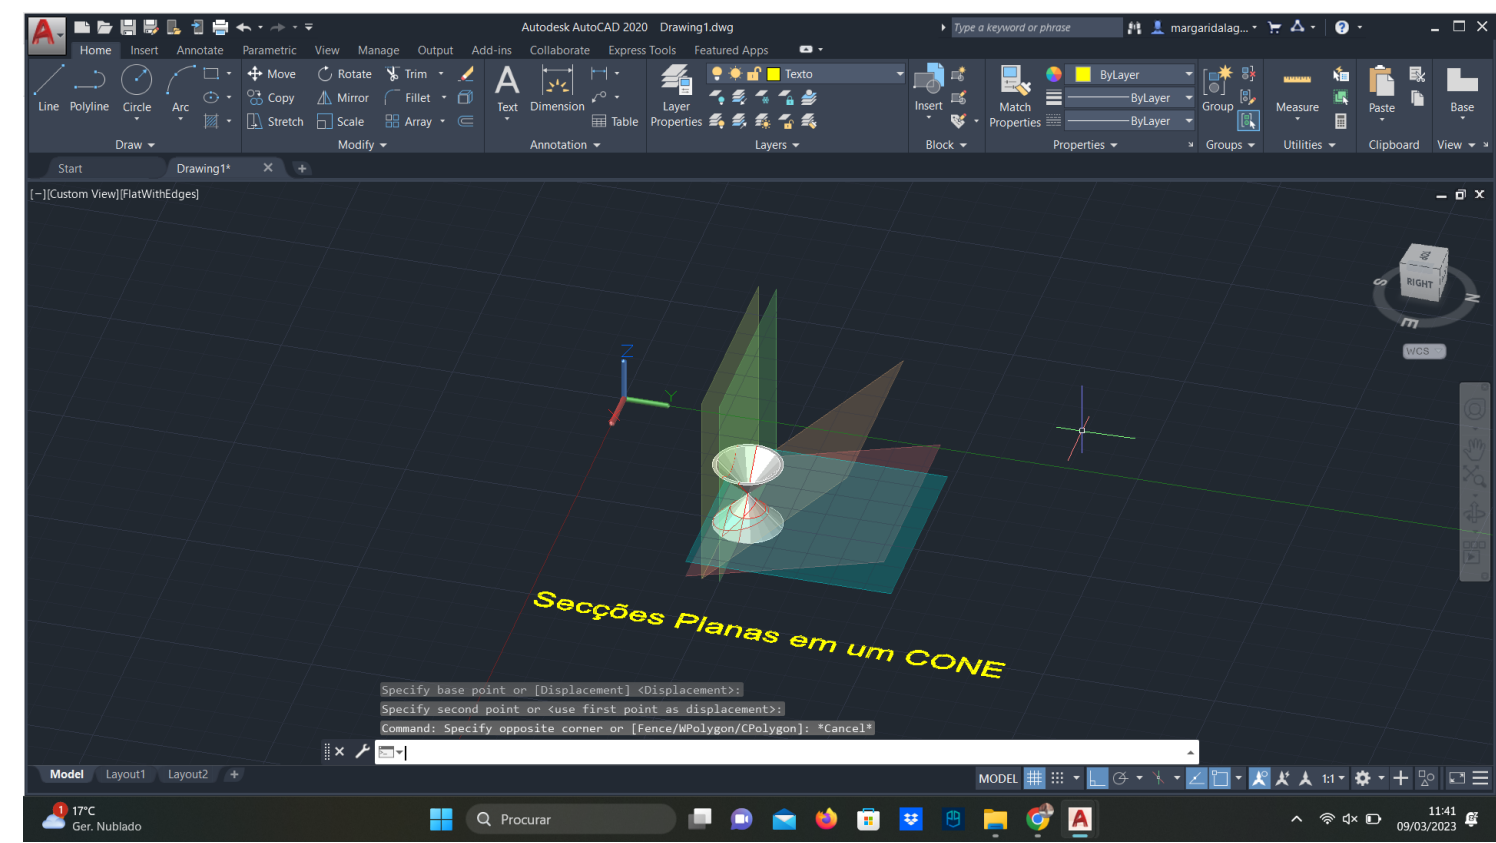 Autodesk AutoCAD 2020 Drawing1.dwg
Type a keyword or phrase
margaridalag...
Home Insert Annotate Parametric View Manage Output Add-ins Collaborate Express Tools Featured Apps
Line Polyline Circle Arc
Draw
Move Rotate Trim
Copy Mirror Fillet
Stretch Scale Array
Modify
Text Dimension
Table
Annotation
Layer
Properties
Texto
Layers
Insert
Block
Match
Properties
ByLayer
ByLayer
ByLayer
Properties
Group
Groups
Measure
Utilities
Paste
Clipboard
Base
View
Start Drawing1*
[−][Custom View][FlatWithEdges]
TOP
RIGHT
S
E
N
WCS
Z
Y
Secções Planas em um CONE
Specify base point or [Displacement] <Displacement>:
Specify second point or <use first point as displacement>:
Command: Specify opposite corner or [Fence/WPolygon/CPolygon]: *Cancel*
Model Layout1 Layout2 +
MODEL
1:1
1
17°C
Ger. Nublado
Procurar
11:41
09/03/2023